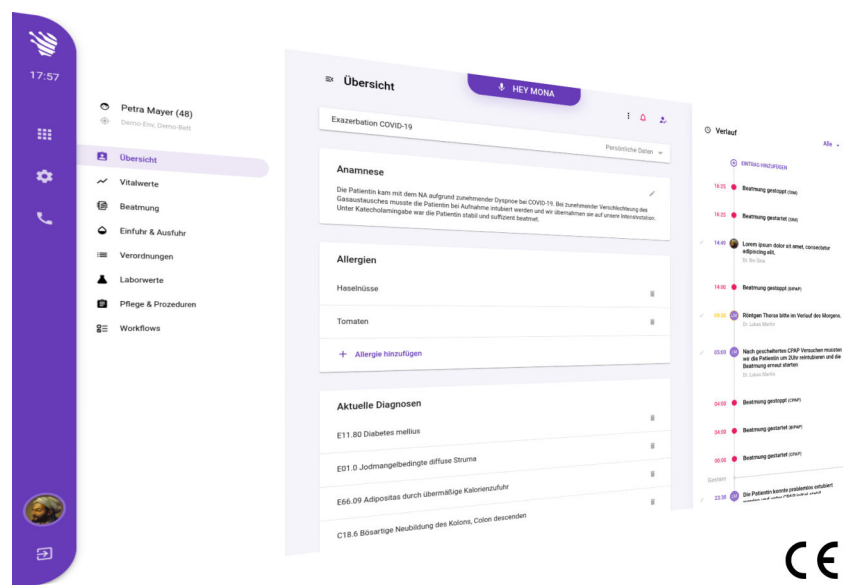 17:57
Petra Mayer (48)
Demo-Env, Demo-Bett
Übersicht
Vitalwerte
Beatmung
Einfuhr & Ausfuhr
Verordnungen
Laborwerte
Pflege & Prozeduren
Workflows
Übersicht
HEY MONA
Exazerbation COVID-19
Persönliche Daten
Anamnese
Die Patientin kam mit dem NA aufgrund zunehmender Dyspnoe bei COVID-19. Bei zunehmender Verschlechterung des
Gasaustausches musste die Patientin bei Aufnahme intubiert werden und wir übernahmen sie auf unsere Intensivstation.
Unter Katecholamingabe war die Patientin stabil und suffizient beatmet.
Allergien
Haselnüsse
Tomaten
+ Allergie hinzufügen
Aktuelle Diagnosen
E11.80 Diabetes mellius
E01.0 Jodmangelbedingte diffuse Struma
E66.09 Adipositas durch übermäßige Kalorienzufuhr
C18.6 Bösartige Neubildung des Kolons, Colon descendens
Verlauf
Alle
EINTRAG HINZUFÜGEN
16:25 Beatmung gestoppt
16:25 Beatmung gestartet
14:40 Lorem ipsum dolor sit amet, consectetur
adipiscing elit.
14:00 Beatmung gestoppt (BIPAP)
Röntgen Thorax bitte im Verlauf des Morgens.
Dr. Lukas Martin
05:00 Nach gescheitertes CPAP Versuchen mussten
wir die Patientin um 2Uhr reintubieren und die
Beatmung erneut starten
Dr. Lukas Martin
04:00 Beatmung gestoppt (CPAP)
04:00 Beatmung gestartet (BIPAP)
00:00 Beatmung gestartet (CPAP)
Gestern
23:30 Die Patientin konnte problemlos extubiert
CE